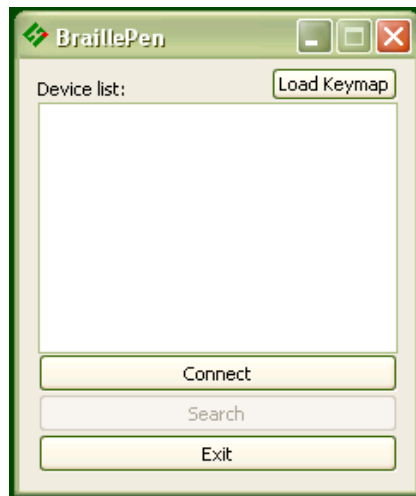 BraillePen
Device list:
Load Keymap
Connect
Search
Exit